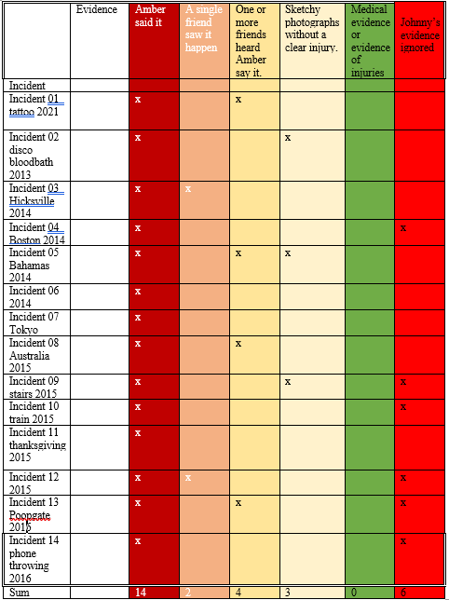 Evidence
Amber
said it
A single
friend
saw it
happen
One or
more
friends
heard
Amber
say it.
Sketchy
photographs
without a
clear injury.
Medical
evidence
or
evidence
of
injuries
Johnny's
evidence
ignored
Incident
Incident 01
tattoo 2021
x
x
Incident 02
disco
bloodbath
2013
x
x
Incident 03
Hicksville
2014
x
x
Incident 04
Boston 2014
x
x
Incident 05
Bahamas
2014
x
x
x
Incident 06
2014
x
Incident 07
Tokyo
x
Incident 08
Australia
2015
x
x
Incident 09
stairs 2015
x
x
x
Incident 10
train 2015
x
x
Incident 11
thanksgiving
2015
x
Incident 12
2015
x
x
x
Incident 13
Poopgate
x
x
x
Incident 14
phone
throwing
2016
x
x
Sum
14
2
4
3
0
6